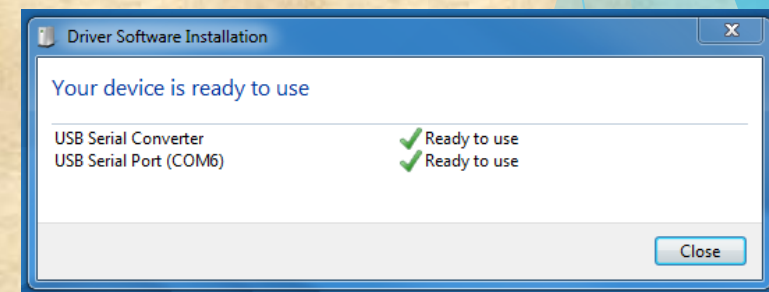 Driver Software Installation
Your device is ready to use
USB Serial Converter Ready to use
USB Serial Port (COM6) Ready to use
Close